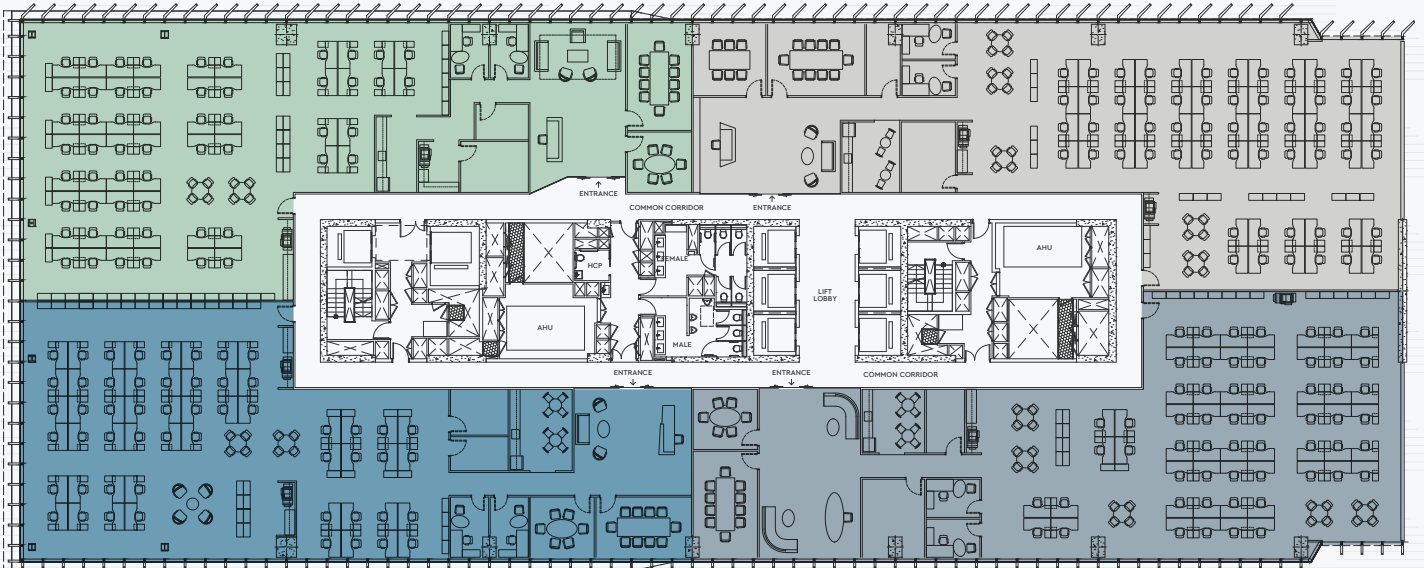 ENTRANCE
COMMON CORRIDOR
ENTRANCE
HCP
FEMALE
AHU
LIFT
LOBBY
AHU
MALE
ENTRANCE
ENTRANCE
COMMON CORRIDOR